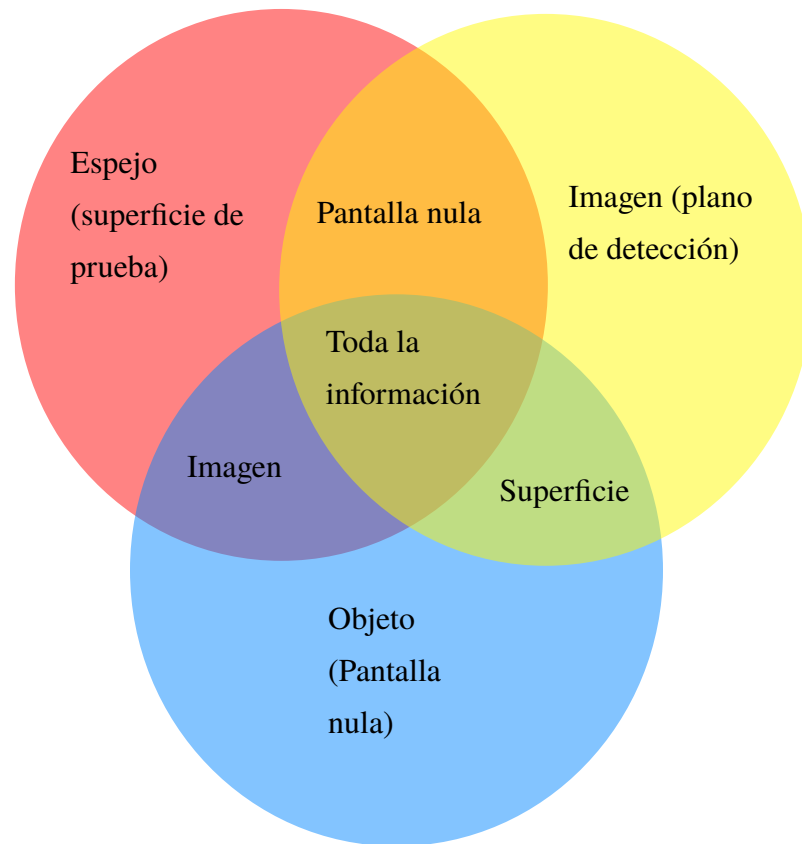 Espejo
(superficie de
prueba)
Pantalla nula
Imagen (plano
de detección)
Toda la
información
Imagen
Superficie
Objeto
(Pantalla
nula)